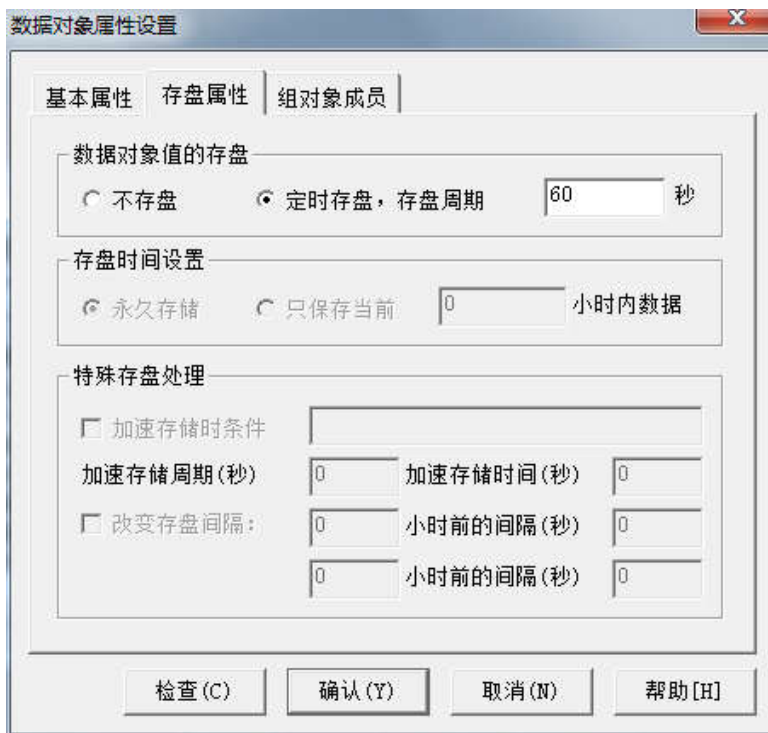 数据对象属性设置
基本属性 存盘属性 组对象成员
数据对象值的存盘
不存盘 定时存盘，存盘周期 60 秒
存盘时间设置
永久存储 只保存当前 0 小时内数据
特殊存盘处理
加速存储时条件
加速存储周期(秒) 0 加速存储时间(秒) 0
改变存盘间隔: 0 小时前的间隔(秒) 0
0 小时前的间隔(秒) 0
检查(C) 确认(Y) 取消(N) 帮助[H]